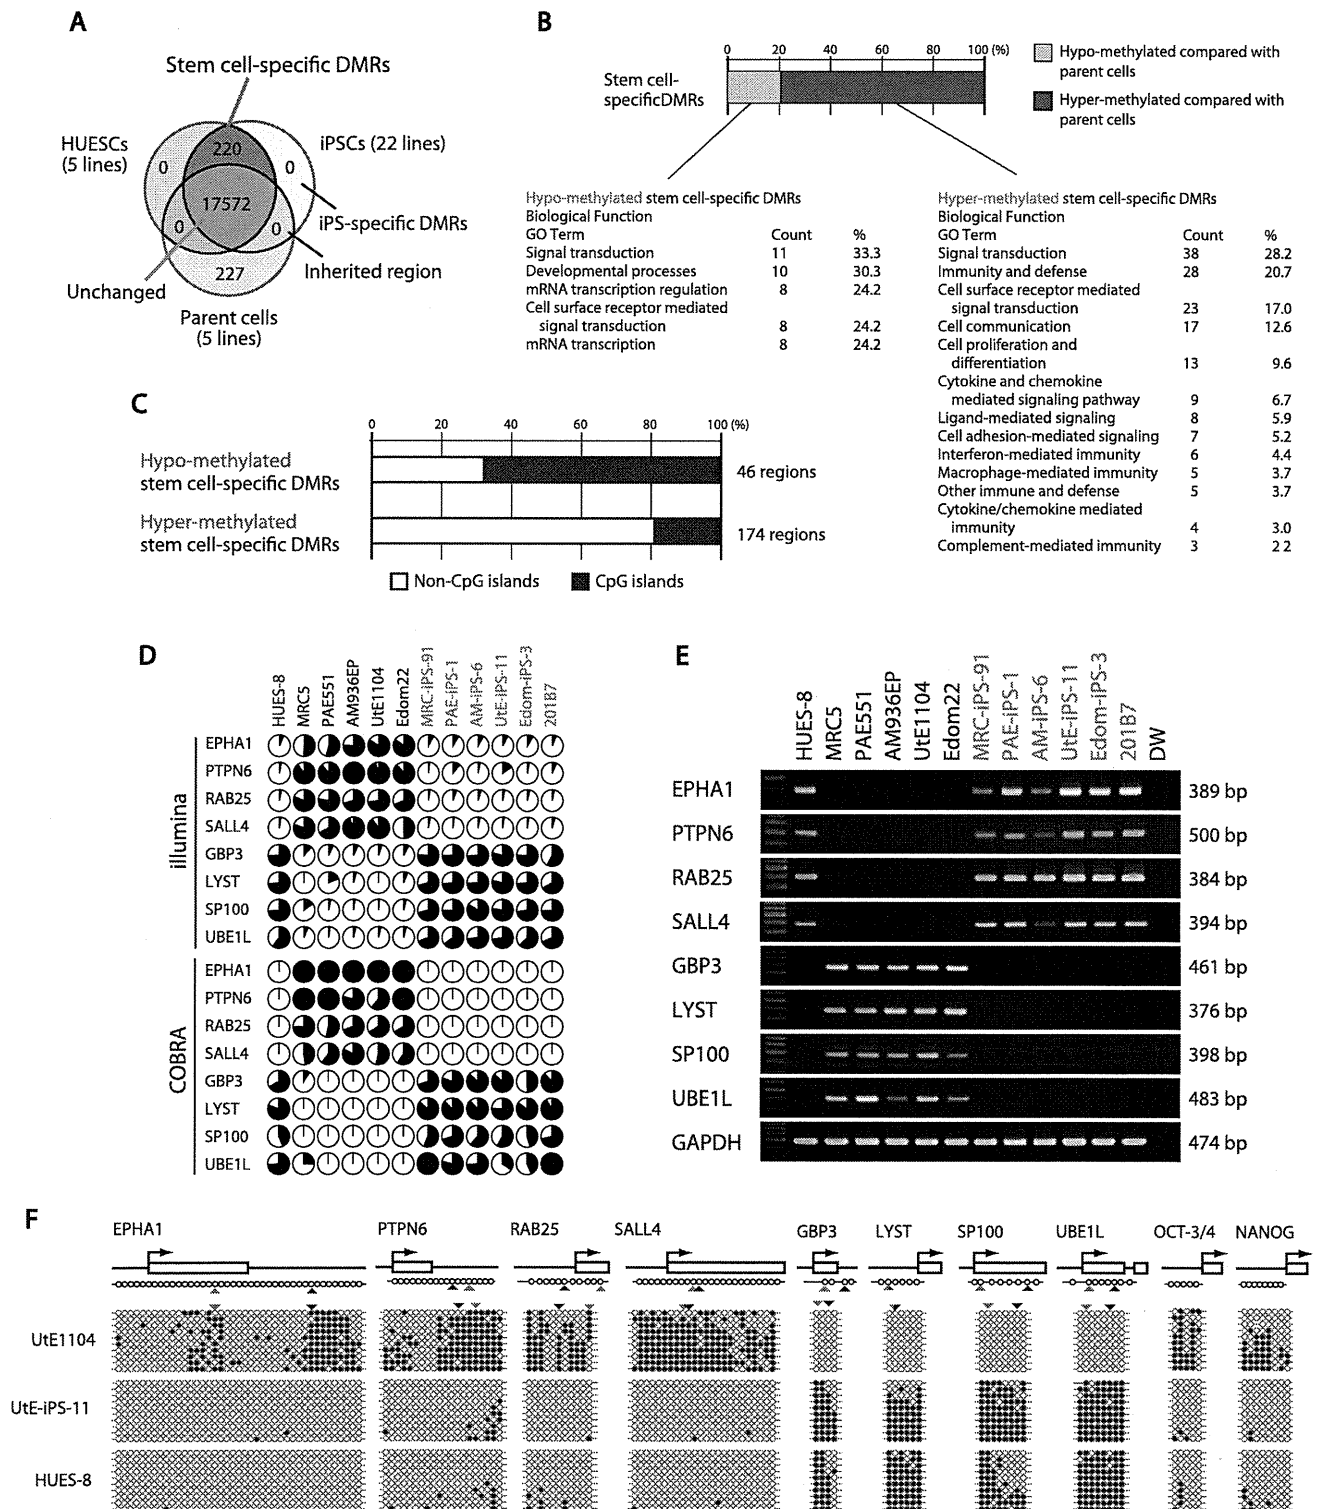 A
Stem cell-specific DMRs
HUESCs
(5 lines)
iPSCs (22 lines)
220
0
0
17572
0
0
227
iPS-specific DMRs
Inherited region
Unchanged
Parent cells
(5 lines)
B
0 20 40 60 80 100 (%)
Stem cell-
specificDMRs
Hypo-methylated compared with
parent cells
Hyper-methylated compared with
parent cells
Hypo-methylated stem cell-specific DMRs
Biological Function
GO Term Count %
Signal transduction 11 33.3
Developmental processes 10 30.3
mRNA transcription regulation 8 24.2
Cell surface receptor mediated
signal transduction 8 24.2
mRNA transcription 8 24.2
Hyper-methylated stem cell-specific DMRs
Biological Function
GO Term Count %
Signal transduction 38 28.2
Immunity and defense 28 20.7
Cell surface receptor mediated
signal transduction 23 17.0
Cell communication 17 12.6
Cell proliferation and
differentiation 13 9.6
Cytokine and chokine
mediated signaling pathway 9 6.7
Ligand-mediated signaling 8 5.9
Cell adhesion-mediated signaling 7 5.2
Interferon-mediated immunity 6 4.4
Macrophage-mediated immunity 5 3.7
Other immune and defense 5 3.7
Cytokine/chemokine mediated
immunity 4 3.0
Complement-mediated immunity 3 2 2
C
0 20 40 60 80 100 (%)
Hypo-methylated
stem cell-specific DMRs
46 regions
Hyper-methylated
stem cell-specific DMRs
174 regions
Non-CpG islands
CpG islands
D
HUES-8
MRC5
PAE551
AM936EP
UtE1104
Edom22
MRC-iPS-91
PAE-iPS-1
AM-iPS-6
UtE-iPS-11
Edom-iPS-3
201B7
illumina
EPHA1
PTPN6
RAB25
SALL4
GBP3
LYST
SP100
UBE1L
COBRA
EPHA1
PTPN6
RAB25
SALL4
GBP3
LYST
SP100
UBE1L
E
HUES-8
MRC5
PAE551
AM936EP
UtE1104
Edom22
MRC-iPS-91
PAE-iPS-1
AM-iPS-6
UtE-iPS-11
Edom-iPS-3
201B7
DW
EPHA1 389 bp
PTPN6 500 bp
RAB25 384 bp
SALL4 394 bp
GBP3 461 bp
LYST 376 bp
SP100 398 bp
UBE1L 483 bp
GAPDH 474 bp
F
EPHA1 PTPN6 RAB25 SALL4 GBP3 LYST SP100 UBE1L OCT-3/4 NANOG
UtE1104
UtE-iPS-11
HUES-8